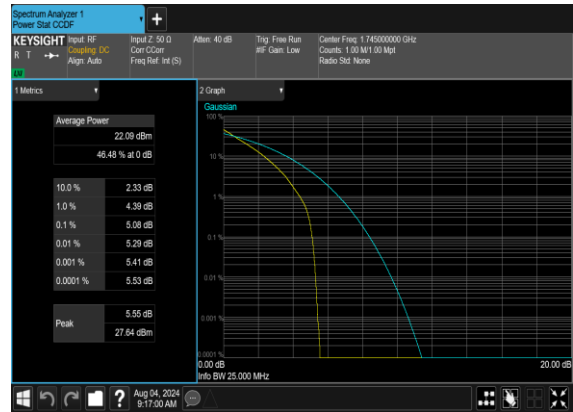 Spectrum Analyzer 1
Power Stat CCDF
KEYSIGHT
R T
LW
Input: RF
Coupling: DC
Align: Auto
Input Z: 50 Ω
Corr CCorr
Freq Ref: Int (S)
Atten: 40 dB
Trig: Free Run
#IF Gain: Low
Center Freq: 1.745000000 GHz
Counts: 1.00 M/1.00 Mpt
Radio Std: None
1 Metrics
Average Power
22.09 dBm
46.48 % at 0 dB
10.0 % 2.33 dB
1.0 % 4.39 dB
0.1 % 5.08 dB
0.01 % 5.29 dB
0.001 % 5.41 dB
0.0001 % 5.53 dB
Peak
5.55 dB
27.64 dBm
2 Graph
Gaussian
100 %
10 %
1 %
0.1 %
0.01 %
0.001 %
0.0001 %
0.00 dB 20.00 dB
Info BW 25.000 MHz
?
Aug 04, 2024
9:17:00 AM